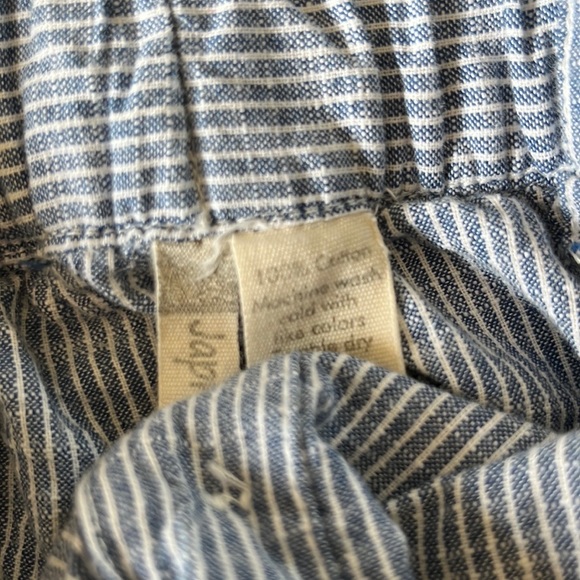 100% Cotton
Machine wash
cold with
like colors
dry
Jap